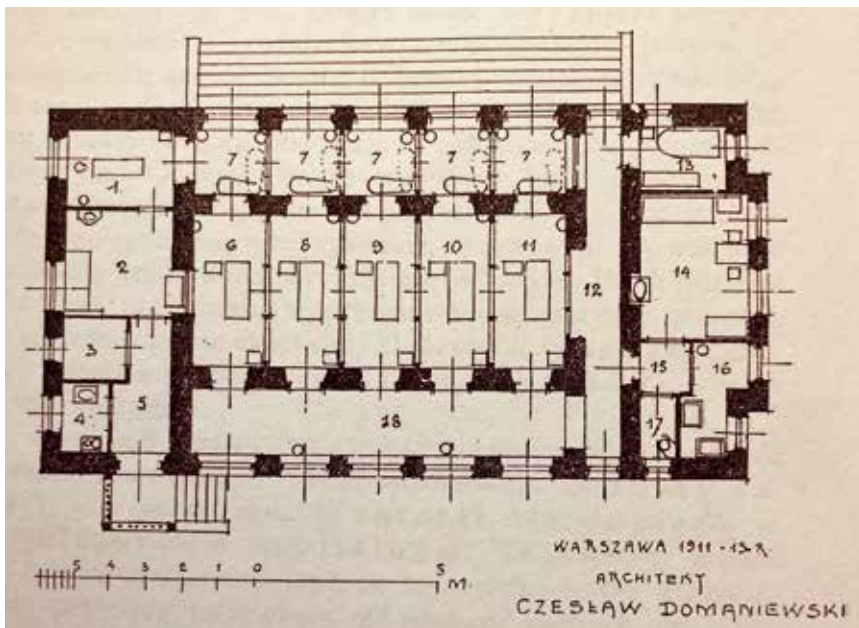 7 7 7 7 7
1. 13
2 6 8 9 10 11 12 14
3 15 16
4 5 18 17
WARSZAWA 1911-13.R.
5 4 3 2 1 0 5 M.
ARCHITEKT
CZESŁAW DOMANIEWSKI